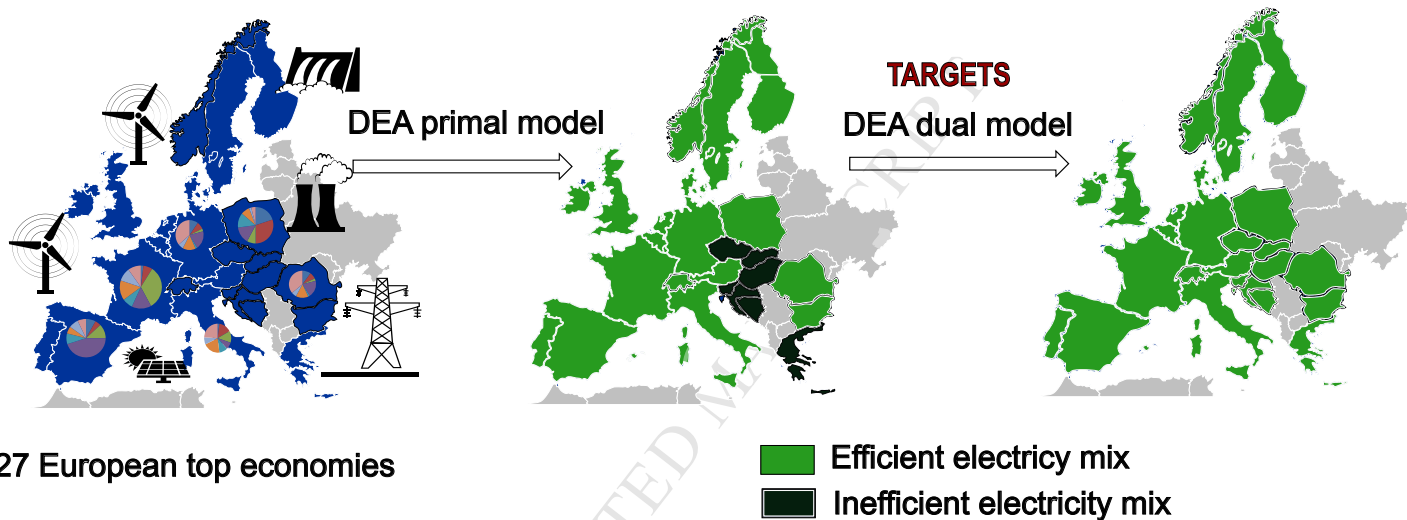 TARGETS
DEA primal model
DEA dual model
27 European top economies
Efficient electricy mix
Inefficient electricity mix